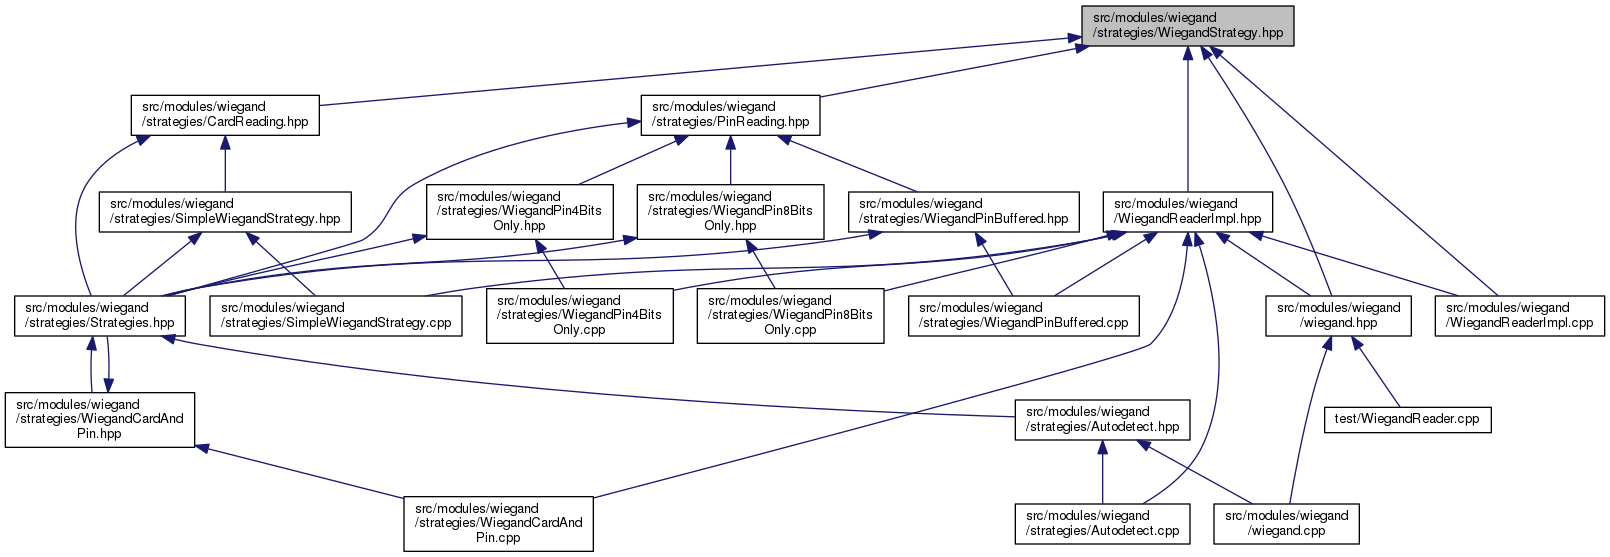 src/modules/wiegand
/strategies/WiegandStrategy.hpp
src/modules/wiegand
/strategies/CardReading.hpp
src/modules/wiegand
/strategies/PinReading.hpp
src/modules/wiegand
/strategies/SimpleWiegandStrategy.hpp
src/modules/wiegand
/strategies/WiegandPin4Bits
Only.hpp
src/modules/wiegand
/strategies/WiegandPin8Bits
Only.hpp
src/modules/wiegand
/strategies/WiegandPinBuffered.hpp
src/modules/wiegand
/WiegandReaderImpl.hpp
src/modules/wiegand
/strategies/Strategies.hpp
src/modules/wiegand
/strategies/SimpleWiegandStrategy.cpp
src/modules/wiegand
/strategies/WiegandPin4Bits
Only.cpp
src/modules/wiegand
/strategies/WiegandPin8Bits
Only.cpp
src/modules/wiegand
/strategies/WiegandPinBuffered.cpp
src/modules/wiegand
/wiegand.hpp
src/modules/wiegand
/WiegandReaderImpl.cpp
src/modules/wiegand
/strategies/WiegandCardAnd
Pin.hpp
src/modules/wiegand
/strategies/Autodetect.hpp
test/WiegandReader.cpp
src/modules/wiegand
/strategies/WiegandCardAnd
Pin.cpp
src/modules/wiegand
/strategies/Autodetect.cpp
src/modules/wiegand
/wiegand.cpp